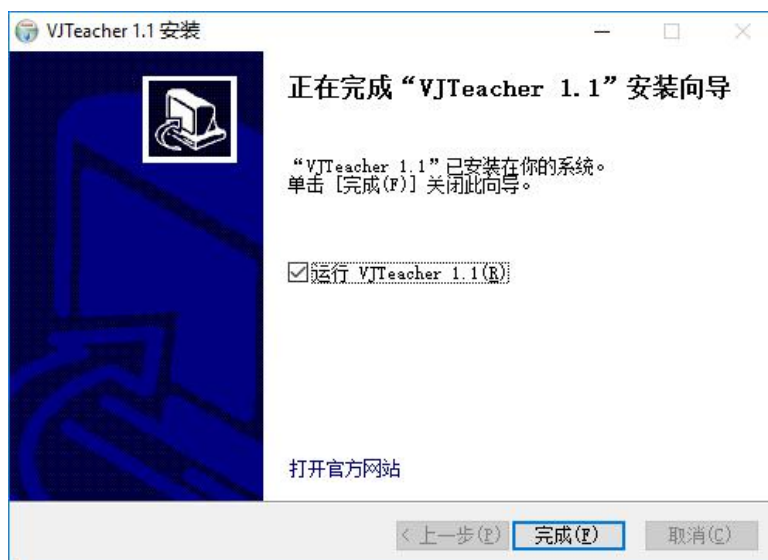 VJTeacher 1.1 安装
正在完成“VJTeacher 1.1”安装向导
“VJTeacher 1.1”已安装在你的系统。
单击 [完成(F)] 关闭此向导。
运行 VJTeacher 1.1(R)
打开官方网站
< 上一步(P) 完成(F) 取消(C)